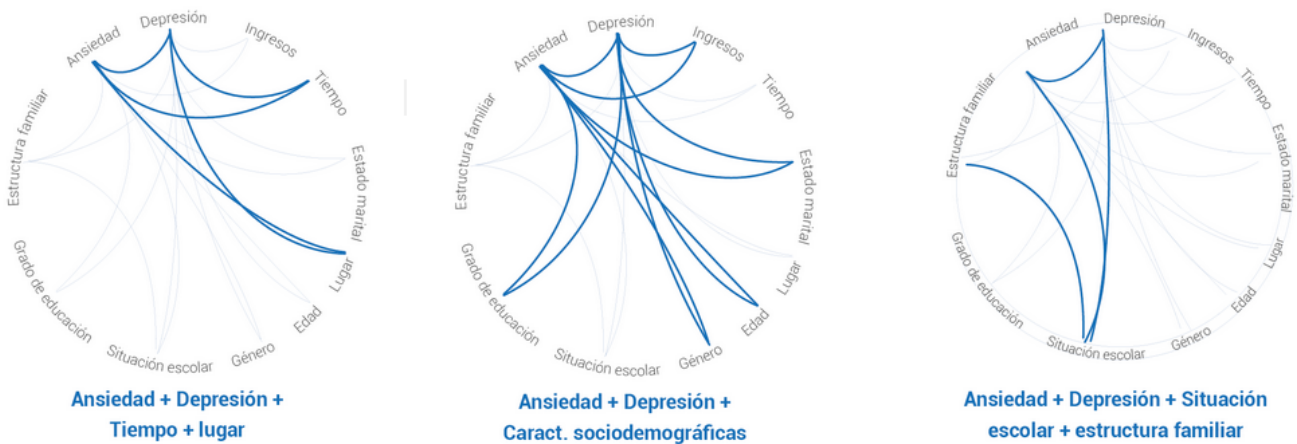 Depresión
Ansiedad
Ingresos
Tiempo
Estructura familiar
Estado marital
Lugar
Grado de educación
Edad
Situación escolar
Género
Ansiedad + Depresión +
Tiempo + lugar
Depresión
Ansiedad
Ingresos
Tiempo
Estructura familiar
Estado marital
Lugar
Grado de educación
Edad
Situación escolar
Género
Ansiedad + Depresión +
Caract. sociodemográficas
Depresión
Ansiedad
Ingresos
Tiempo
Estructura familiar
Estado marital
Lugar
Grado de educación
Edad
Situación escolar
Género
Ansiedad + Depresión + Situación
escolar + estructura familiar